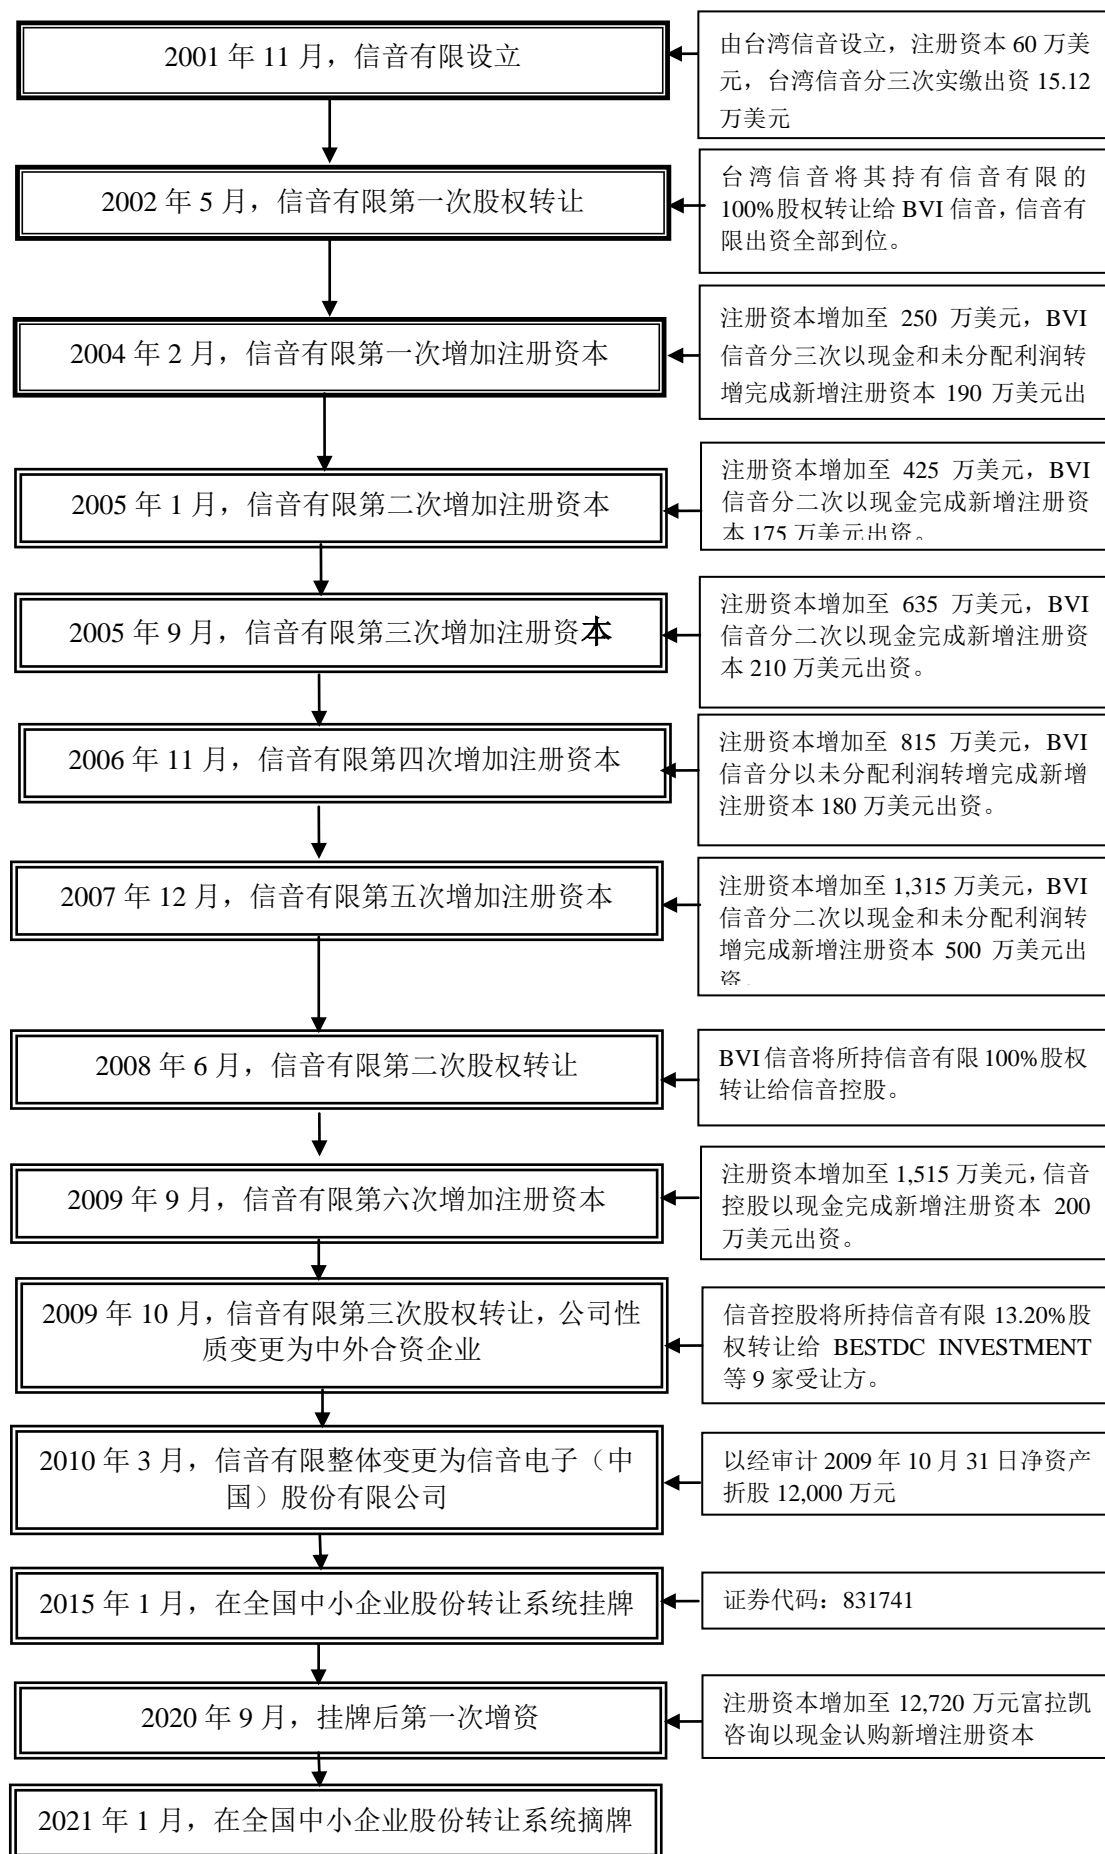 2001 年 11 月，信音有限设立
由台湾信音设立，注册资本 60 万美
元，台湾信音分三次实缴出资 15.12
万美元
2002 年 5 月，信音有限第一次股权转让
台湾信音将其持有信音有限的
100%股权转让给 BVI 信音，信音有
限出资全部到位。
2004 年 2 月，信音有限第一次增加注册资本
注册资本增加至 250 万美元，BVI
信音分三次以现金和未分配利润转
增完成新增注册资本 190 万美元出
2005 年 1 月，信音有限第二次增加注册资本
注册资本增加至 425 万美元，BVI
信音分二次以现金完成新增注册资
本 175 万美元出资。
2005 年 9 月，信音有限第三次增加注册资本
注册资本增加至 635 万美元，BVI
信音分二次以现金完成新增注册资
本 210 万美元出资。
2006 年 11 月，信音有限第四次增加注册资本
注册资本增加至 815 万美元，BVI
信音分以未分配利润转增完成新增
注册资本 180 万美元出资。
2007 年 12 月，信音有限第五次增加注册资本
注册资本增加至 1,315 万美元，BVI
信音分二次以现金和未分配利润转
增完成新增注册资本 500 万美元出
资。
2008 年 6 月，信音有限第二次股权转让
BVI 信音将所持信音有限 100%股权
转让给信音控股。
2009 年 9 月，信音有限第六次增加注册资本
注册资本增加至 1,515 万美元，信音
控股以现金完成新增注册资本 200
万美元出资。
2009 年 10 月，信音有限第三次股权转让，公司性
质变更为中外合资企业
信音控股将所持信音有限 13.20%股
权转让给 BESTDC INVESTMENT
等 9 家受让方。
2010 年 3 月，信音有限整体变更为信音电子（中
国）股份有限公司
以经审计 2009 年 10 月 31 日净资产
折股 12,000 万元
2015 年 1 月，在全国中小企业股份转让系统挂牌
证券代码：831741
2020 年 9 月，挂牌后第一次增资
注册资本增加至 12,720 万元富拉凯
咨询以现金认购新增注册资本
2021 年 1 月，在全国中小企业股份转让系统摘牌